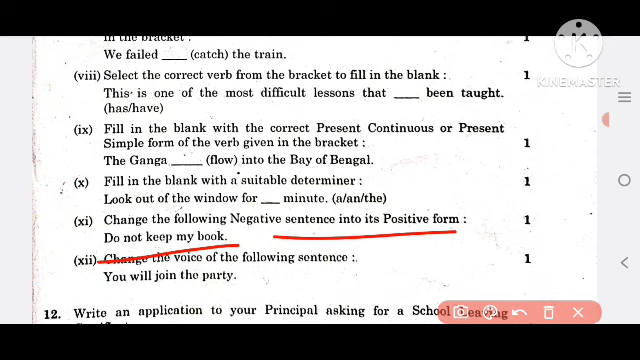 in the bracket :
1
We failed ____ (catch) the train.
KINEMASTER
(viii) Select the correct verb from the bracket to fill in the blank : 1
This is one of the most difficult lessons that ____ been taught.
(has/have)
(ix) Fill in the blank with the correct Present Continuous or Present
Simple form of the verb given in the bracket : 1
The Ganga ____ (flow) into the Bay of Bengal.
(x) Fill in the blank with a suitable determiner : 1
Look out of the window for ___ minute. (a/an/the)
(xi) Change the following Negative sentence into its Positive form : 1
Do not keep my book.
(xii) Change the voice of the following sentence : 1
You will join the party.
12. Write an application to your Principal asking for a School Leaving